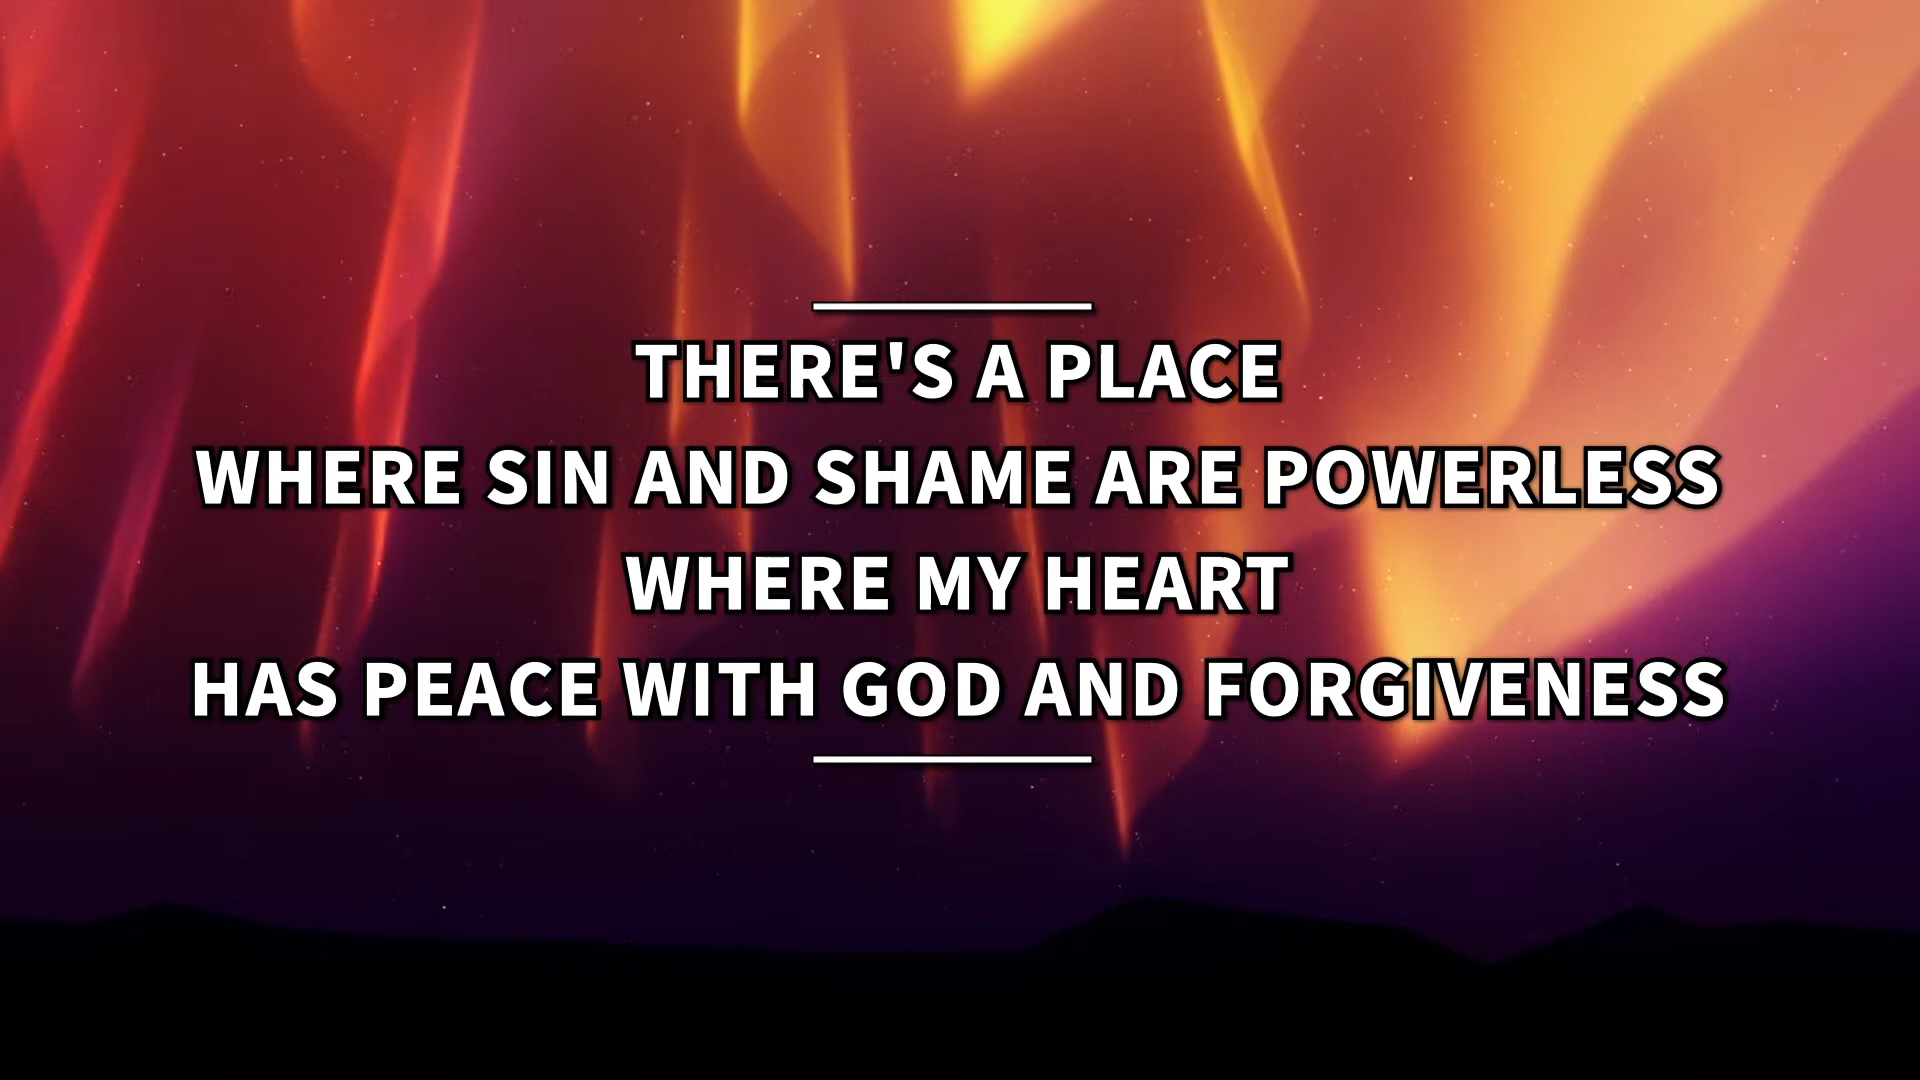 THERE'S A PLACE
WHERE SIN AND SHAME ARE POWERLESS
WHERE MY HEART
HAS PEACE WITH GOD AND FORGIVENESS